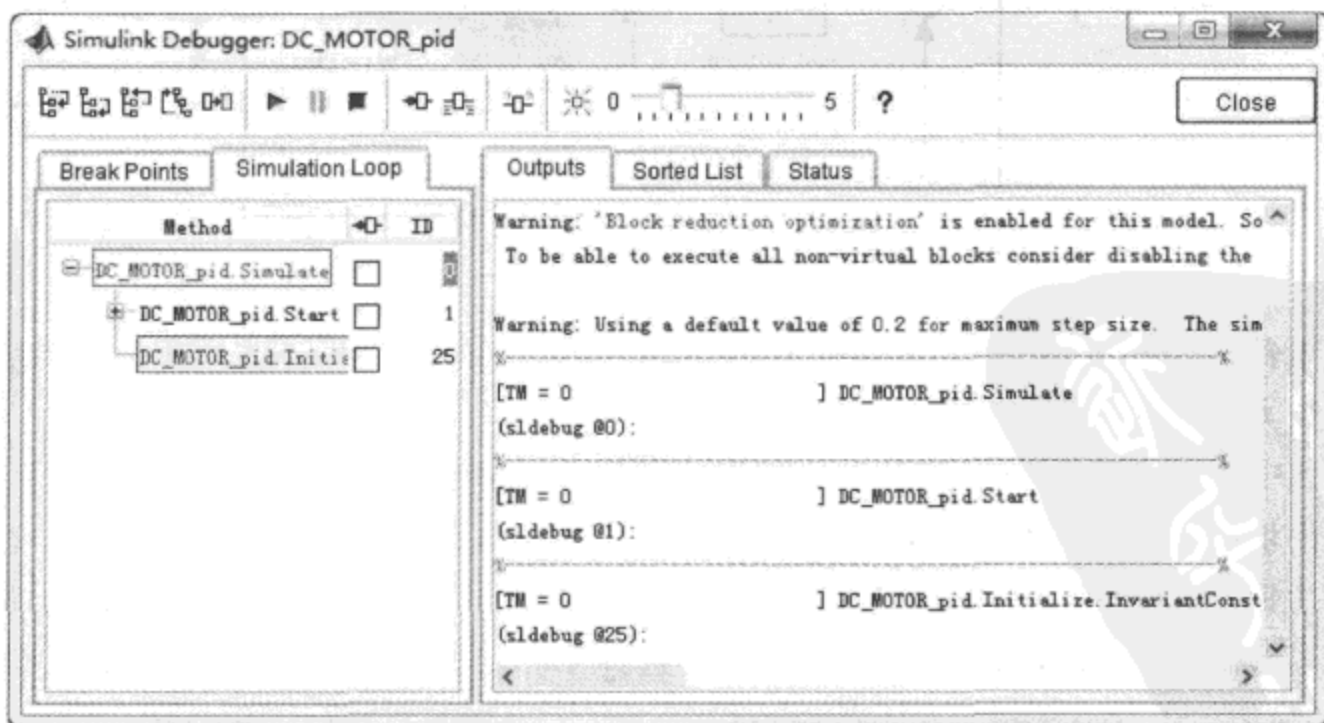 Simulink Debugger: DC_MOTOR_pid
0 5 ? Close
Break Points Simulation Loop
Method ID
DC_MOTOR_pid.Simulate 0
DC_MOTOR_pid.Start 1
DC_MOTOR_pid.Initia 25
Outputs Sorted List Status
Warning: 'Block reduction optimization' is enabled for this model. So
To be able to execute all non-virtual blocks consider disabling the
Warning: Using a default value of 0.2 for maximum step size. The sim
%----------------------------------------------------------------%
[TM = 0 ] DC_MOTOR_pid.Simulate
(sldebug @0):
%----------------------------------------------------------------%
[TM = 0 ] DC_MOTOR_pid.Start
(sldebug @1):
%----------------------------------------------------------------%
[TM = 0 ] DC_MOTOR_pid.Initialize.InvariantConst
(sldebug @25):